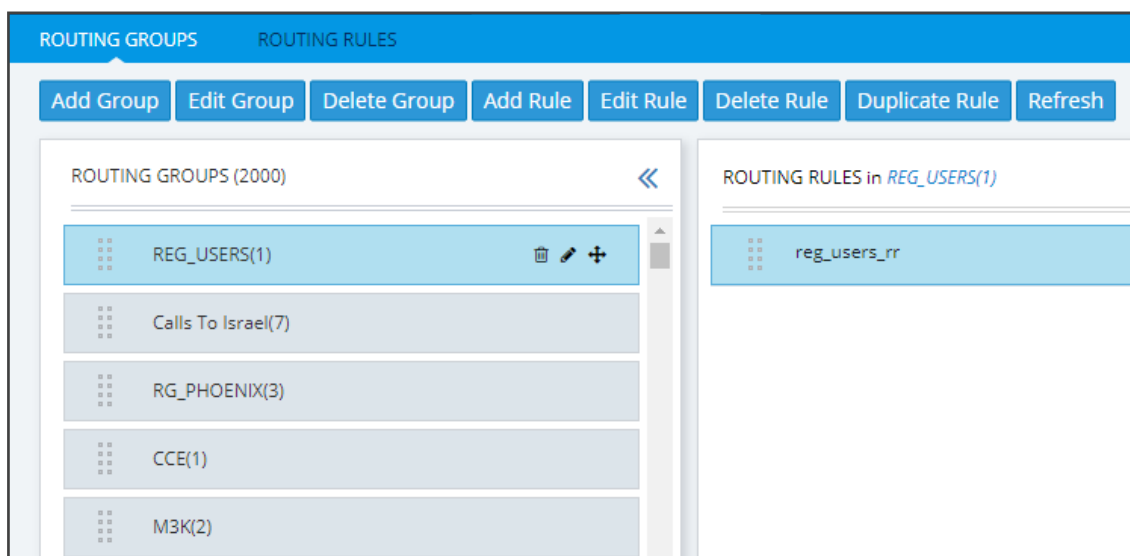 ROUTING GROUPS ROUTING RULES
Add Group Edit Group Delete Group Add Rule Edit Rule Delete Rule Duplicate Rule Refresh
ROUTING GROUPS (2000)
REG_USERS(1)
Calls To Israel(7)
RG_PHOENIX(3)
CCE(1)
M3K(2)
ROUTING RULES in REG_USERS(1)
reg_users_rr